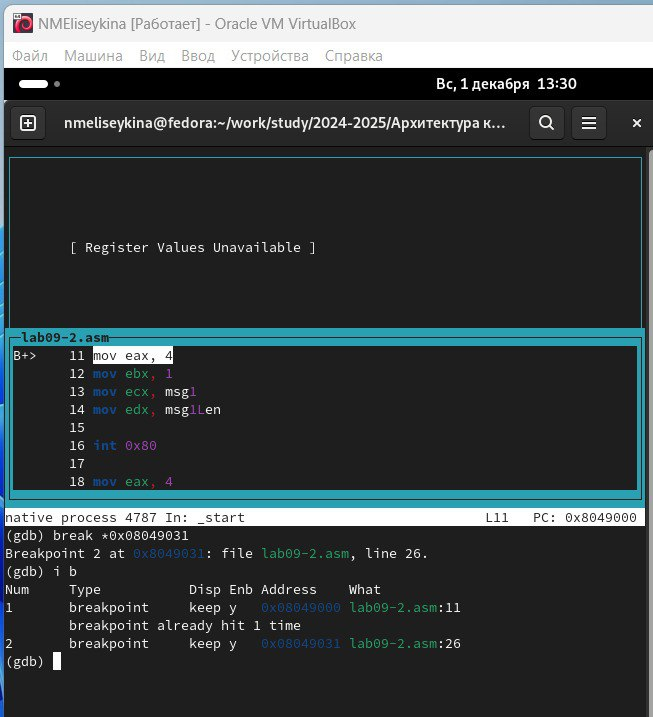 NMEliseykina [Работает] - Oracle VM VirtualBox
Файл Машина Вид Ввод Устройства Справка
Вс, 1 декабря 13:30
nmeliseykina@fedora:~/work/study/2024-2025/Архитектура к...
[ Register Values Unavailable ]
lab09-2.asm
B+> 11 mov eax, 4
12 mov ebx, 1
13 mov ecx, msg1
14 mov edx, msg1Len
15
16 int 0x80
17
18 mov eax, 4
native process 4787 In: _start L11 PC: 0x8049000
(gdb) break *0x08049031
Breakpoint 2 at 0x8049031: file lab09-2.asm, line 26.
(gdb) i b
Num Type Disp Enb Address What
1 breakpoint keep y 0x08049000 lab09-2.asm:11
breakpoint already hit 1 time
2 breakpoint keep y 0x08049031 lab09-2.asm:26
(gdb)